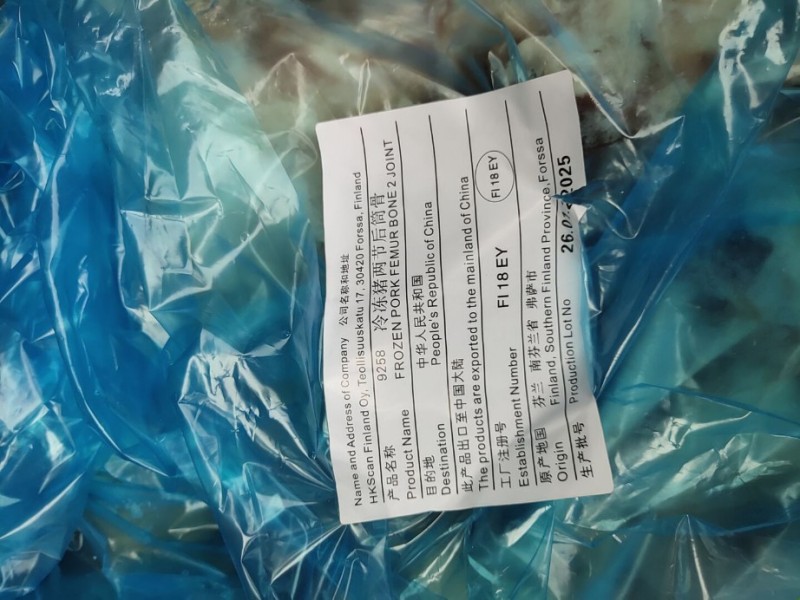 Name and Address of Company 公司名称和地址
HKScan Finland Oy, Teollisuuskatu 17, 30420 Forssa, Finland
产品名称 9258 冷冻猪两节后筒骨
Product Name FROZEN PORK FEMUR BONE 2 JOINT
目的地 中华人民共和国
Destination People's Republic of China
此产品出口至中国大陆
The products are exported to the mainland of China
工厂注册号 FI 18 EY FI 18 EY
Establishment Number
原产地国 芬兰 南芬兰省 弗萨市
Origin Finland, Southern Finland Province, Forssa
生产批号 Production Lot No 26. 2025